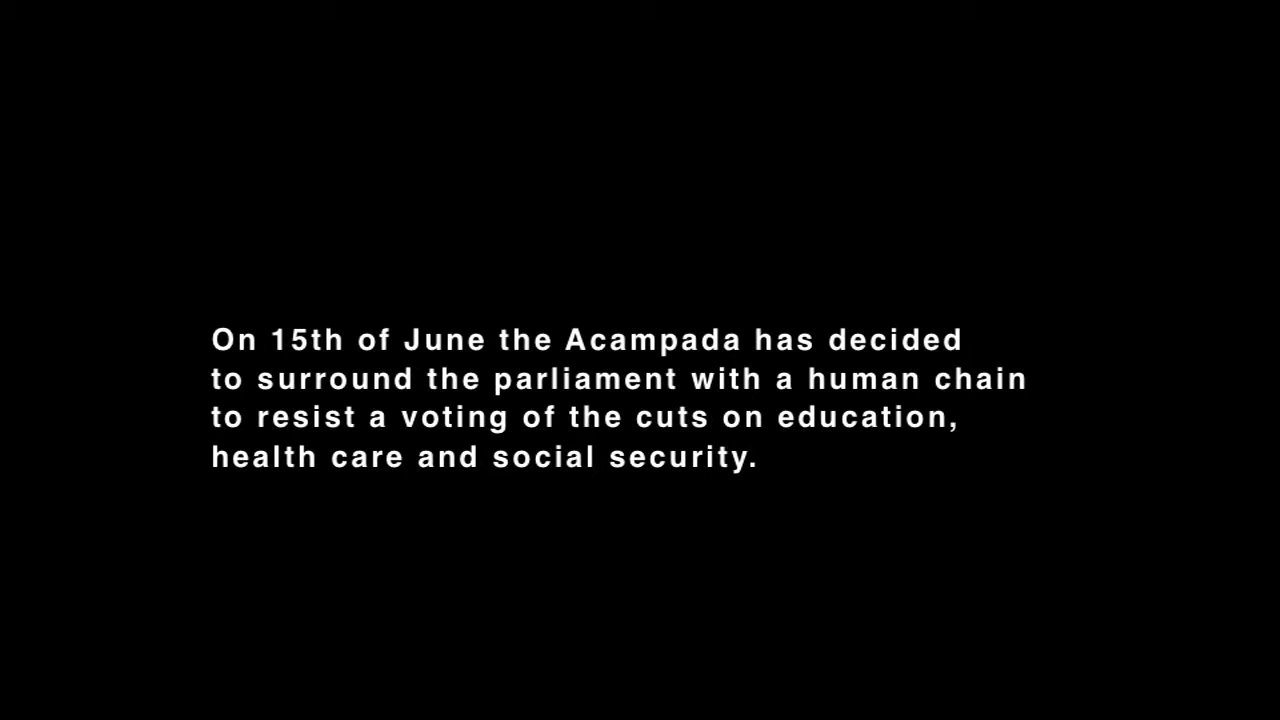 On 15th of June the Acampada has decided
to surround the parliament with a human chain
to resist a voting of the cuts on education,
health care and social security.